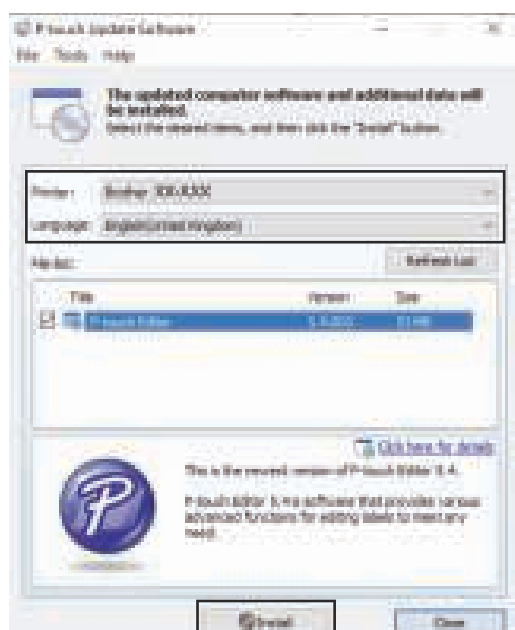 P-touch Update Software
File Tools Help
The updated computer software and additional data will
be installed.
Select the desired items, and then click the "Install" button.
Printer: Brother XX-XXX
Language: English(United Kingdom)
File list: Refresh List
Title Version Size
P-touch Editor
Click here for details
This is the newest version of P-touch Editor 5.4.
P-touch Editor is the software that provides various
advanced functions for editing labels to meet any
need.
Install Close